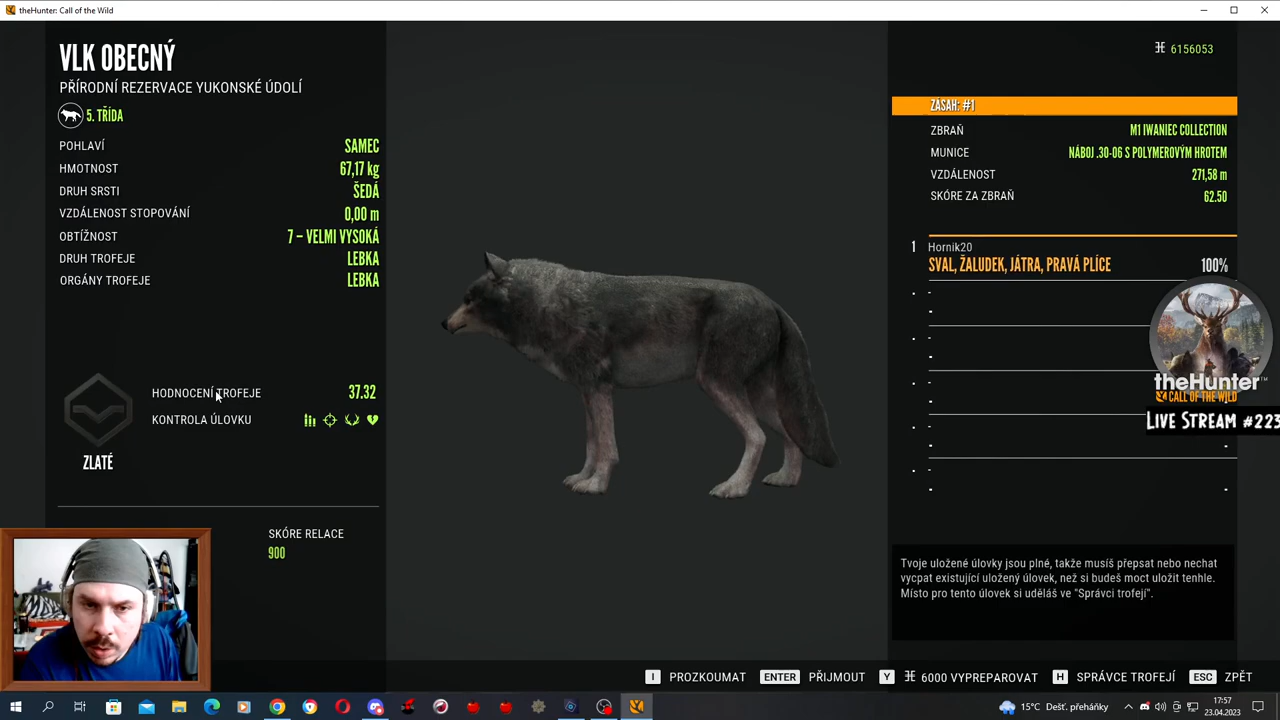 theHunter: Call of the Wild
VLK OBECNÝ
PŘÍRODNÍ REZERVACE YUKONSKÉ ÚDOLÍ
5. TŘÍDA
POHLAVÍ SAMEC
HMOTNOST 67,17 kg
DRUH SRSTI ŠEDÁ
VZDÁLENOST STOPOVÁNÍ 0,00 m
OBTÍŽNOST 7 – VELMI VYSOKÁ
DRUH TROFEJE LEBKA
ORGÁNY TROFEJE LEBKA
HODNOCENÍ TROFEJE 37.32
KONTROLA ÚLOVKU
ZLATÉ
SKÓRE RELACE
900
6156053
ZÁSAH: #1
ZBRAŇ M1 IWANIEC COLLECTION
MUNICE NÁBOJ .30-06 S POLYMEROVÝM HROTEM
VZDÁLENOST 271,58 m
SKÓRE ZA ZBRAŇ 62.50
1 Hornik20
SVAL, ŽALUDEK, JÁTRA, PRAVÁ PLÍCE 100%
theHunter™
CALL OF THE WILD
LIVE STREAM #223
Tvoje uložené úlovky jsou plné, takže musíš přepsat nebo nechat
vycpat existující uložený úlovek, než si budeš moct uložit tenhle.
Místo pro tento úlovek si uděláš ve "Správci trofejí".
I PROZKOUMAT ENTER PŘIJMOUT Y 6000 VYPREPAROVAT H SPRÁVCE TROFEJÍ ESC ZPĚT
15°C Dešť. přeháňky
17:57
23.04.2023